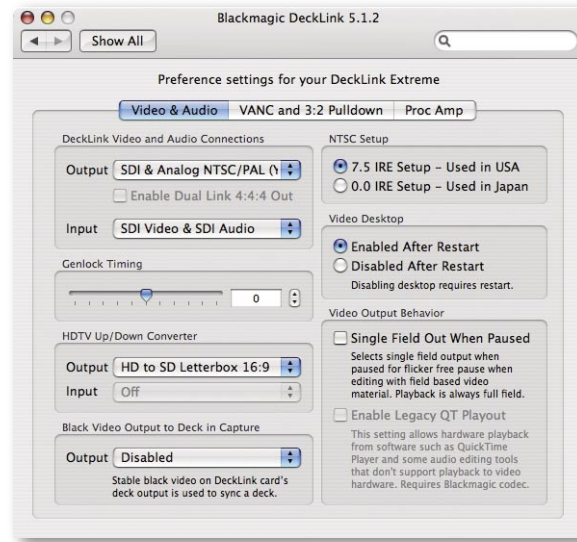 Blackmagic DeckLink 5.1.2
Show All
Preference settings for your DeckLink Extreme
Video & Audio
VANC and 3:2 Pulldown
Proc Amp
DeckLink Video and Audio Connections
Output SDI & Analog NTSC/PAL (Y
Enable Dual Link 4:4:4 Out
Input SDI Video & SDI Audio
Genlock Timing
0
HDTV Up/Down Converter
Output HD to SD Letterbox 16:9
Input Off
Black Video Output to Deck in Capture
Output Disabled
Stable black video on DeckLink card's
deck output is used to sync a deck.
NTSC Setup
7.5 IRE Setup – Used in USA
0.0 IRE Setup – Used in Japan
Video Desktop
Enabled After Restart
Disabled After Restart
Disabling desktop requires restart.
Video Output Behavior
Single Field Out When Paused
Selects single field output when
paused for flicker free pause when
editing with field based video
material. Playback is always full field.
Enable Legacy QT Playout
This setting allows hardware playback
from software such as QuickTime
Player and some audio editing tools
that don't support playback to video
hardware. Requires Blackmagic codec.